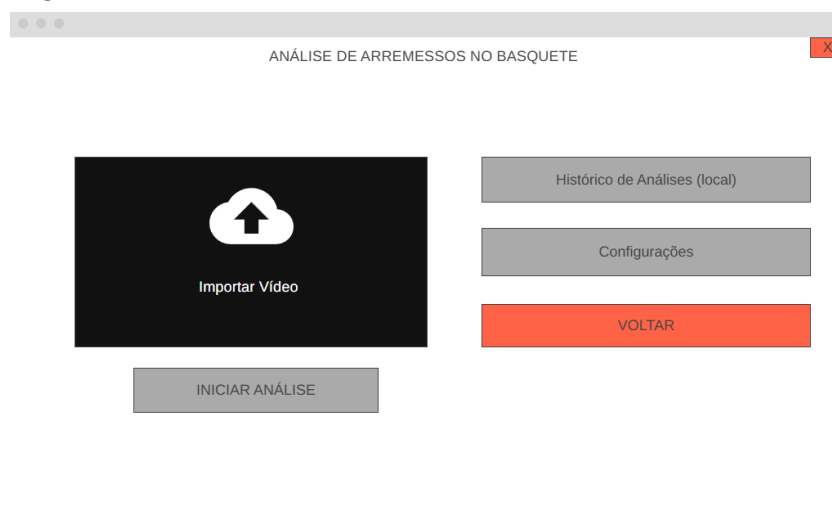 ANÁLISE DE ARREMESSOS NO BASQUETE
X
Importar Vídeo
INICIAR ANÁLISE
Histórico de Análises (local)
Configurações
VOLTAR